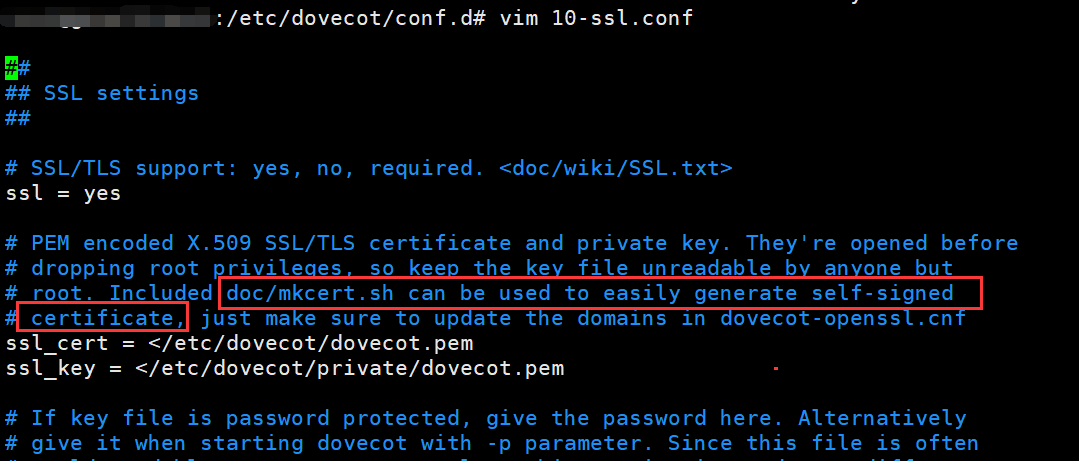 :/etc/dovecot/conf.d# vim 10-ssl.conf
##
## SSL settings
##
# SSL/TLS support: yes, no, required. <doc/wiki/SSL.txt>
ssl = yes
# PEM encoded X.509 SSL/TLS certificate and private key. They're opened before
# dropping root privileges, so keep the key file unreadable by anyone but
# root. Included doc/mkcert.sh can be used to easily generate self-signed
# certificate, just make sure to update the domains in dovecot-openssl.cnf
ssl_cert = </etc/dovecot/dovecot.pem
ssl_key = </etc/dovecot/private/dovecot.pem
# If key file is password protected, give the password here. Alternatively
# give it when starting dovecot with -p parameter. Since this file is often